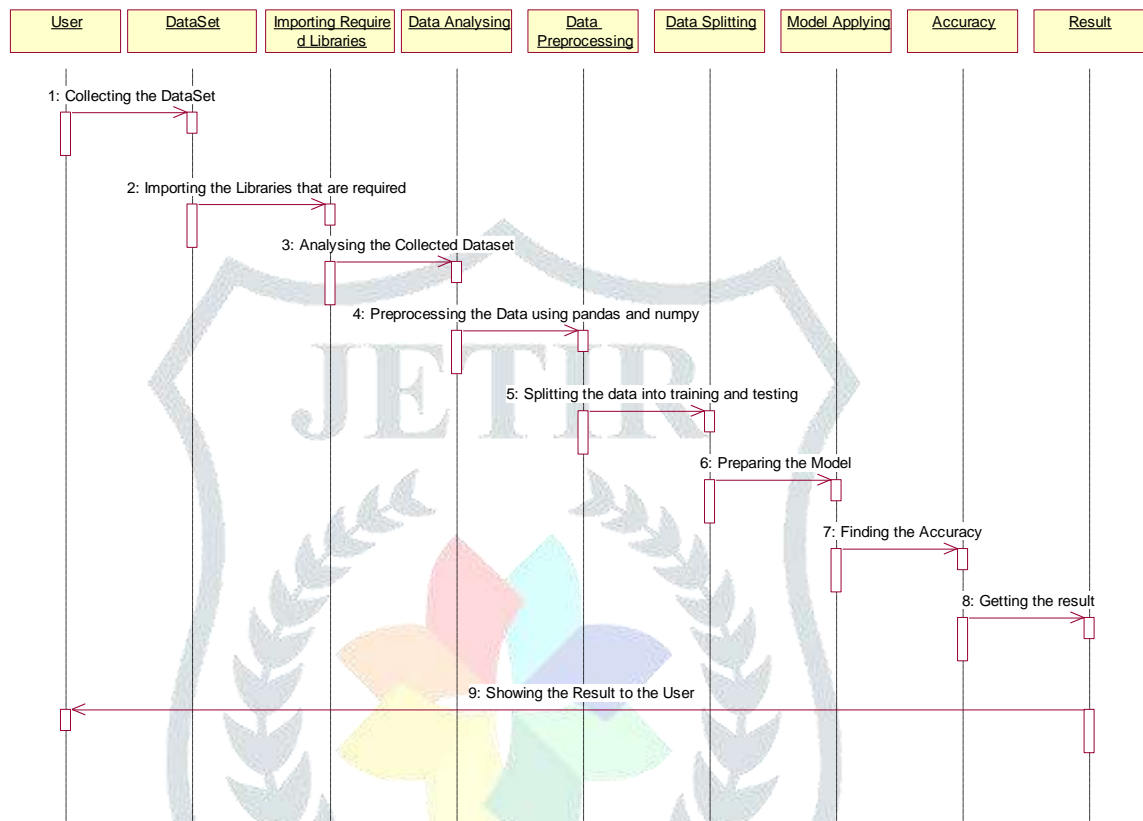 User
DataSet
Importing Require
d Libraries
Data Analysing
Data
Preprocessing
Data Splitting
Model Applying
Accuracy
Result
1: Collecting the DataSet
2: Importing the Libraries that are required
3: Analysing the Collected Dataset
4: Preprocessing the Data using pandas and numpy
JETIR
5: Splitting the data into training and testing
6: Preparing the Model
7: Finding the Accuracy
8: Getting the result
9: Showing the Result to the User